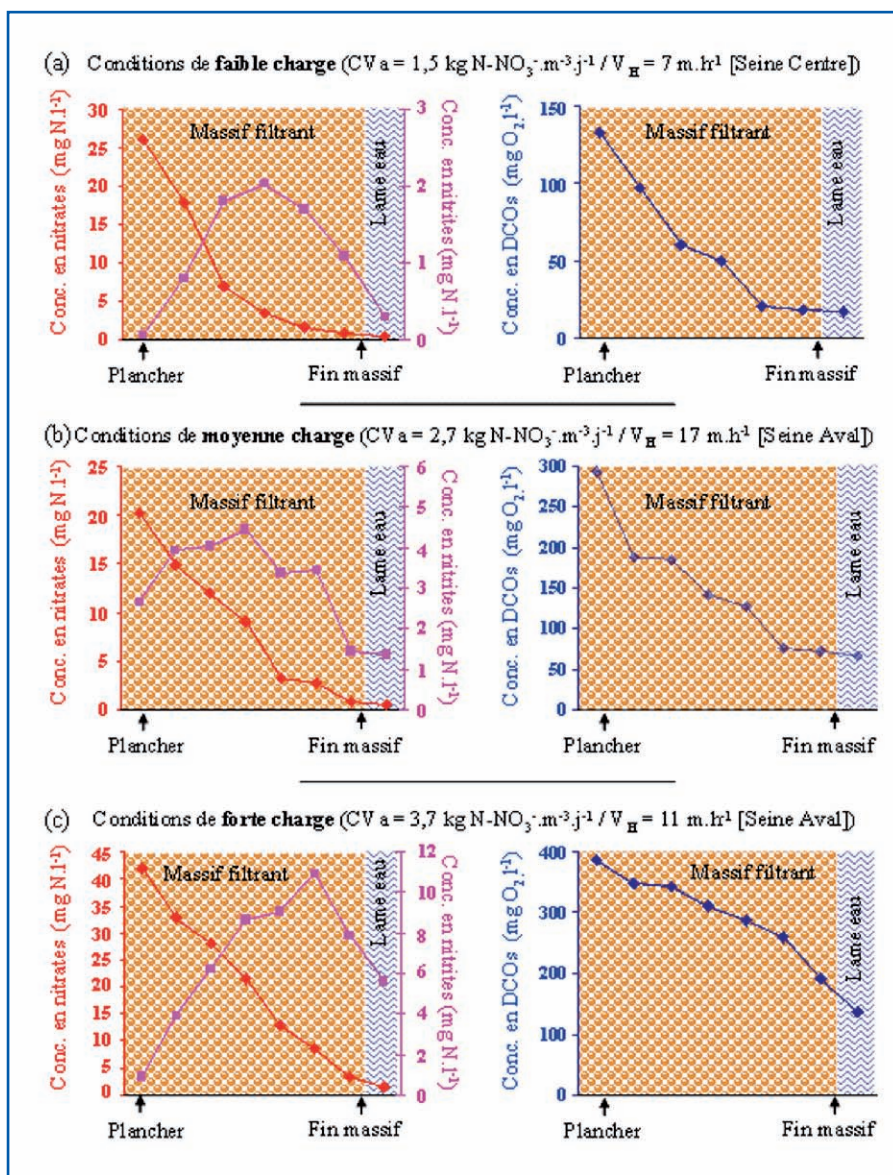 (a) Conditions de faible charge (CVa = 1,5 kg N-NO₃⁻.m⁻³.j⁻¹ / V_H = 7 m.hr¹ [Seine Centre])
Conc. en nitrates (mg N.l⁻¹)
30
25
20
15
10
5
0
Massif filtrant
Lame eau
3
2
1
0
Conc. en nitrites (mg N.l⁻¹)
Plancher
Fin massif
Conc. en DCOs (mg O₂.l⁻¹)
150
100
50
0
Massif filtrant
Lame eau
Plancher
Fin massif
(b) Conditions de moyenne charge (CVa = 2,7 kg N-NO₃⁻.m⁻³.j⁻¹ / V_H = 17 m.h⁻¹ [Seine Aval])
Conc. en nitrates (mg N.l⁻¹)
25
20
15
10
5
0
Massif filtrant
Lame eau
6
5
4
3
2
1
0
Conc. en nitrites (mg N.l⁻¹)
Plancher
Fin massif
Conc. en DCOs (mg O₂.l⁻¹)
300
250
200
150
100
50
0
Massif filtrant
Lame eau
Plancher
Fin massif
(c) Conditions de forte charge (CVa = 3,7 kg N-NO₃⁻.m⁻³.j⁻¹ / V_H = 11 m.h⁻¹ [Seine Aval])
Conc. en nitrates (mg N.l⁻¹)
45
40
35
30
25
20
15
10
5
0
Massif filtrant
Lame eau
12
10
8
6
4
2
0
Conc. en nitrites (mg N.l⁻¹)
Plancher
Fin massif
Conc. en DCOs (mg O₂.l⁻¹)
400
300
200
100
0
Massif filtrant
Lame eau
Plancher
Fin massif